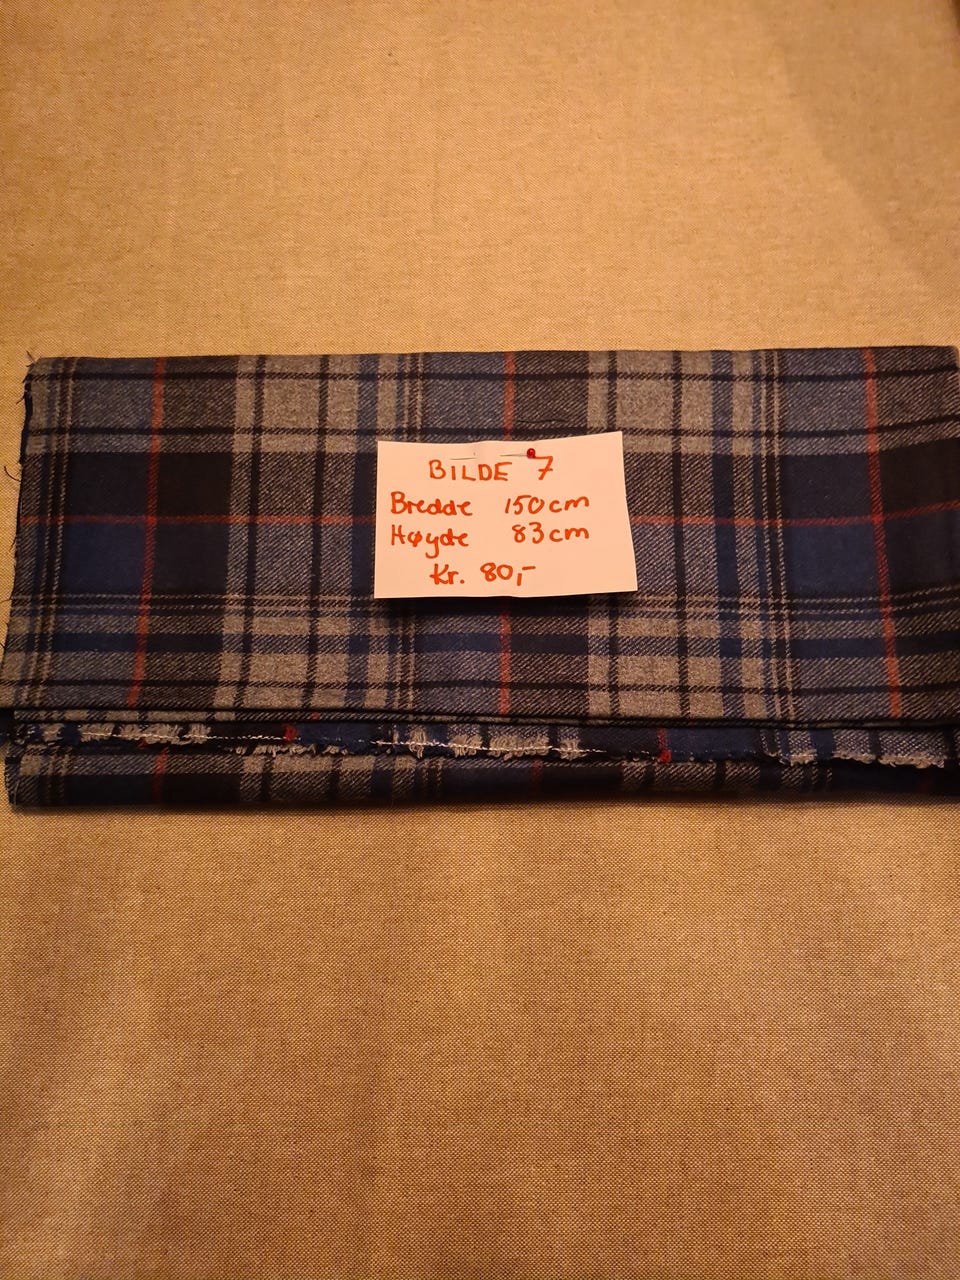 BILDE 7
Bredde 150cm
Høyde 83cm
Kr. 80,-